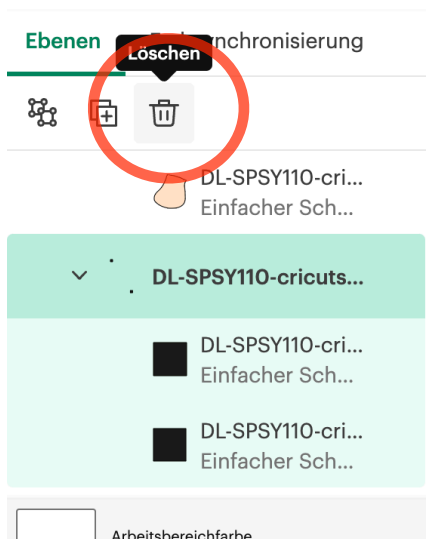 Ebenen
Löschen
DL-SPSY110-cri...
Einfacher Sch...
DL-SPSY110-cricuts...
DL-SPSY110-cri...
Einfacher Sch...
DL-SPSY110-cri...
Einfacher Sch...
Arbeitsbereichfarbe